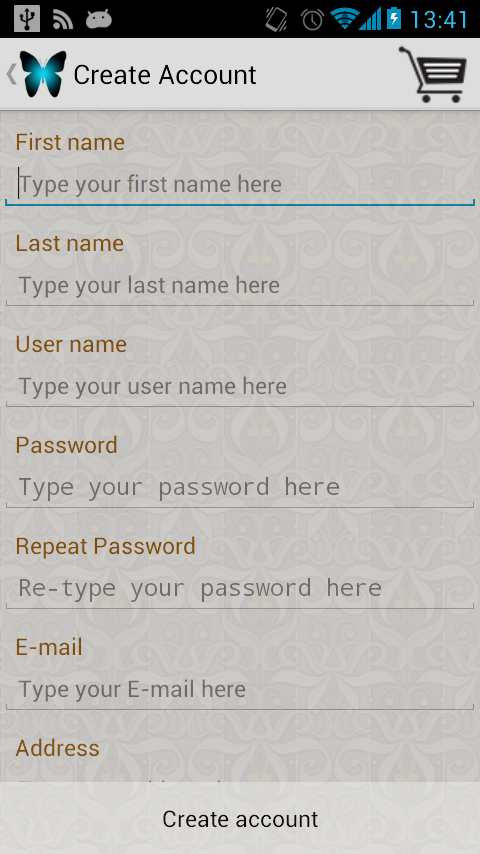 13:41
Create Account
First name
Type your first name here
Last name
Type your last name here
User name
Type your user name here
Password
Type your password here
Repeat Password
Re-type your password here
E-mail
Type your E-mail here
Address
Create account